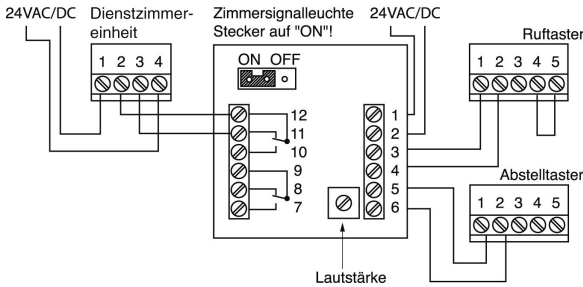 24VAC/DC
Dienstzimmer-
einheit
1 2 3 4
Zimmersignalleuchte
Stecker auf "ON"!
24VAC/DC
ON OFF
12
11
10
9
8
7
1
2
3
4
5
6
Lautstärke
Ruftaster
1 2 3 4 5
Abstelltaster
1 2 3 4 5